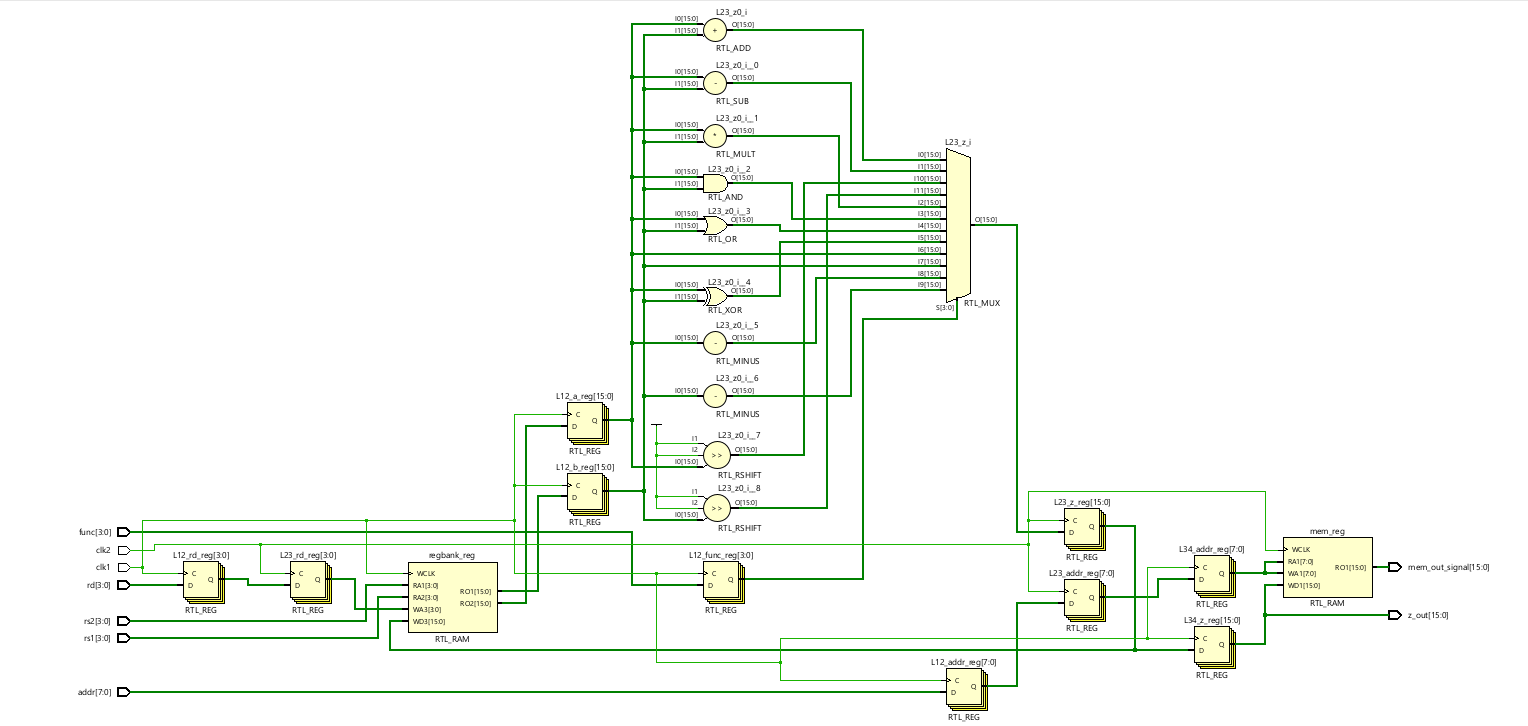 L23_z0_i
I0[15:0]
I1[15:0]
+
O[15:0]
RTL_ADD
L23_z0_i__0
I0[15:0]
I1[15:0]
-
O[15:0]
RTL_SUB
L23_z0_i__1
I0[15:0]
I1[15:0]
*
O[15:0]
RTL_MULT
L23_z0_i__2
I0[15:0]
I1[15:0]
O[15:0]
RTL_AND
L23_z0_i__3
I0[15:0]
I1[15:0]
O[15:0]
RTL_OR
L23_z0_i__4
I0[15:0]
I1[15:0]
O[15:0]
RTL_XOR
L23_z0_i__5
I0[15:0]
-
O[15:0]
RTL_MINUS
L23_z0_i__6
I0[15:0]
-
O[15:0]
RTL_MINUS
L23_z0_i__7
I1
I2
I0[15:0]
>>
O[15:0]
RTL_RSHIFT
L23_z0_i__8
I1
I2
I0[15:0]
>>
O[15:0]
RTL_RSHIFT
L23_z_i
I0[15:0]
I1[15:0]
I10[15:0]
I11[15:0]
I2[15:0]
I3[15:0]
I4[15:0]
I5[15:0]
I6[15:0]
I7[15:0]
I8[15:0]
I9[15:0]
S[3:0]
O[15:0]
RTL_MUX
L12_a_reg[15:0]
C
D
Q
RTL_REG
L12_b_reg[15:0]
C
D
Q
RTL_REG
func[3:0]
clk2
clk1
rd[3:0]
rs2[3:0]
rs1[3:0]
addr[7:0]
L12_rd_reg[3:0]
C
D
Q
RTL_REG
L23_rd_reg[3:0]
C
D
Q
RTL_REG
regbank_reg
WCLK
RA1[3:0]
RA2[3:0]
WA3[3:0]
WD3[15:0]
RO1[15:0]
RO2[15:0]
RTL_RAM
L12_func_reg[3:0]
C
D
Q
RTL_REG
L12_addr_reg[7:0]
C
D
Q
RTL_REG
L23_z_reg[15:0]
C
D
Q
RTL_REG
L23_addr_reg[7:0]
C
D
Q
RTL_REG
L34_addr_reg[7:0]
C
D
Q
RTL_REG
L34_z_reg[15:0]
C
D
Q
RTL_REG
mem_reg
WCLK
RA1[7:0]
WA1[7:0]
WD1[15:0]
RO1[15:0]
RTL_RAM
mem_out_signal[15:0]
z_out[15:0]